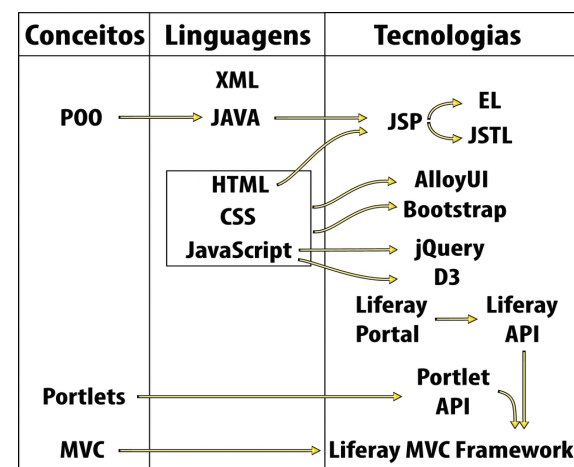 Conceitos Linguagens Tecnologias
XML
POO JAVA JSP EL
JSTL
HTML AlloyUI
CSS Bootstrap
JavaScript jQuery
D3
Liferay Liferay
Portal API
Portlets Portlet
API
MVC Liferay MVC Framework